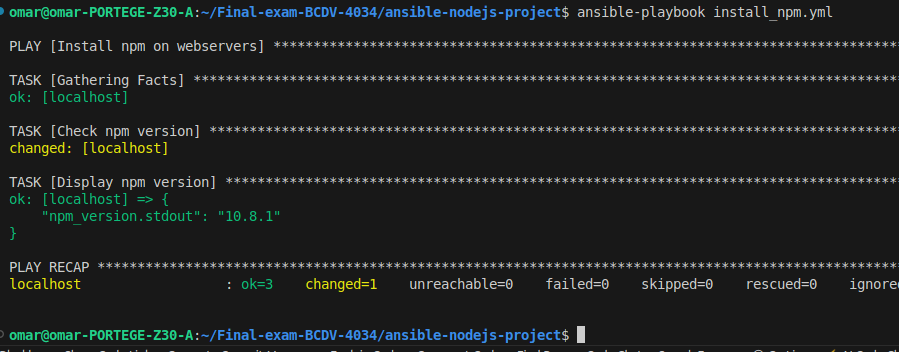 omar@omar-PORTEGE-Z30-A:~/Final-exam-BCDV-4034/ansible-nodejs-project$ ansible-playbook install_npm.yml
PLAY [Install npm on webservers] ******************************************************************************
TASK [Gathering Facts] ****************************************************************************************
ok: [localhost]
TASK [Check npm version] **************************************************************************************
changed: [localhost]
TASK [Display npm version] ************************************************************************************
ok: [localhost] => {
    "npm_version.stdout": "10.8.1"
}
PLAY RECAP ****************************************************************************************************
localhost                  : ok=3    changed=1    unreachable=0    failed=0    skipped=0    rescued=0    ignore
omar@omar-PORTEGE-Z30-A:~/Final-exam-BCDV-4034/ansible-nodejs-project$